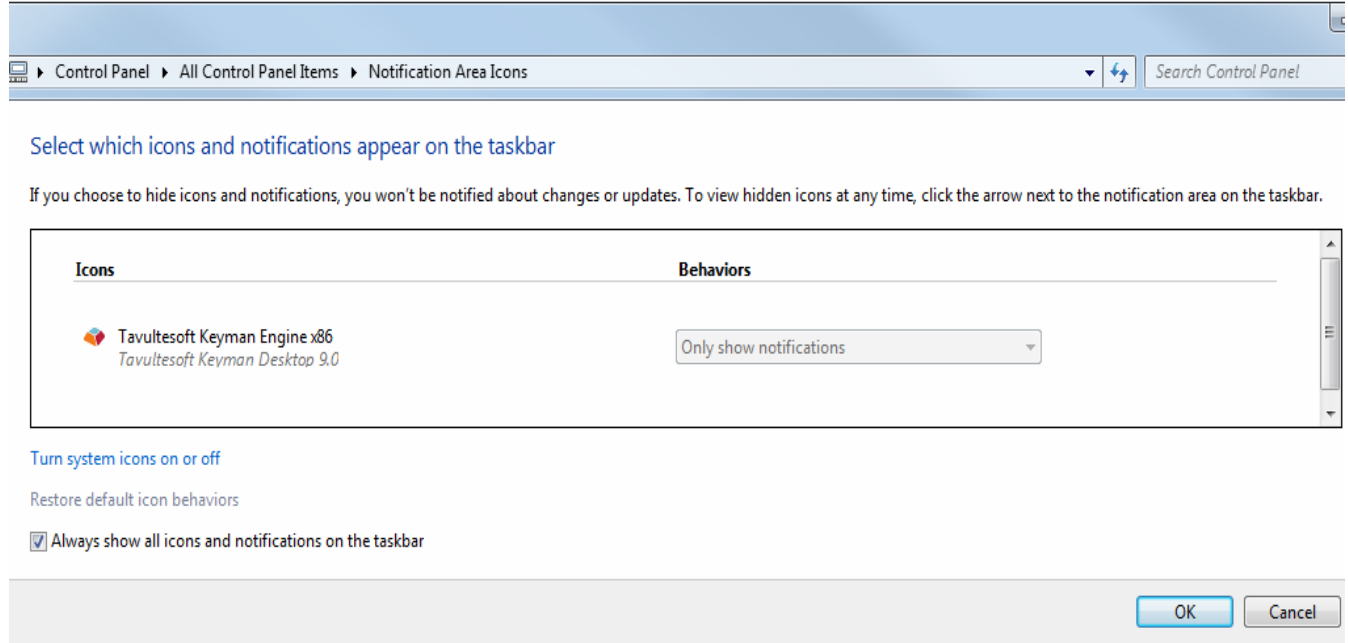 Control Panel ▸ All Control Panel Items ▸ Notification Area Icons
Search Control Panel
Select which icons and notifications appear on the taskbar
If you choose to hide icons and notifications, you won't be notified about changes or updates. To view hidden icons at any time, click the arrow next to the notification area on the taskbar.
Icons Behaviors
Tavultesoft Keyman Engine x86
Tavultesoft Keyman Desktop 9.0
Only show notifications
Turn system icons on or off
Restore default icon behaviors
Always show all icons and notifications on the taskbar
OK Cancel